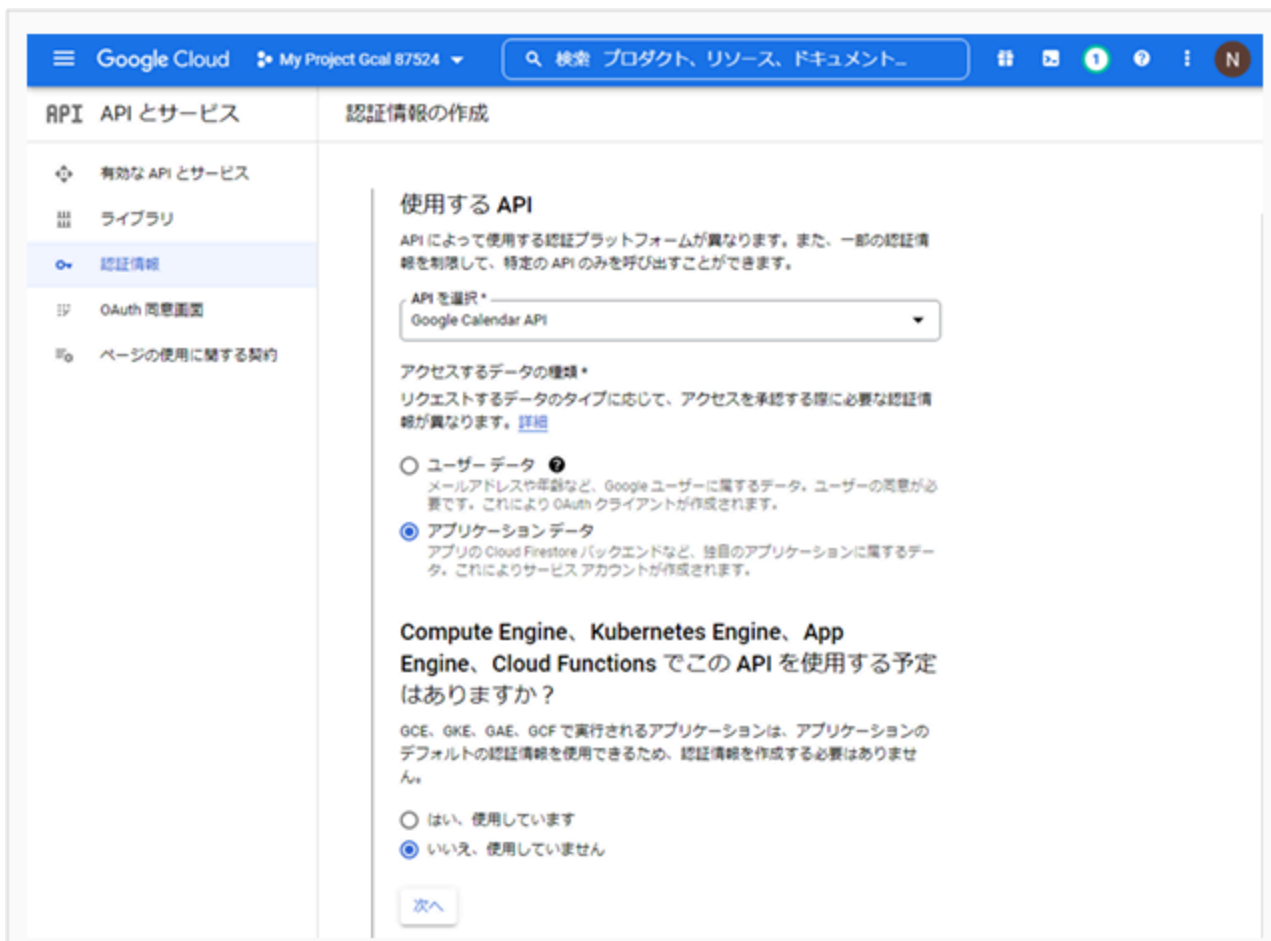 Google Cloud
My Project Gcal 87524
検索 プロダクト、リソース、ドキュメント...
1
N
API APIとサービス
認証情報の作成
有効な API とサービス
ライブラリ
認証情報
OAuth 同意画面
ページの使用に関する契約
使用する API
API によって使用する認証プラットフォームが異なります。また、一部の認証情
報を制限して、特定の API のみを呼び出すことができます。
API を選択 *
Google Calendar API
アクセスするデータの種類 *
リクエストするデータのタイプに応じて、アクセスを承認する際に必要な認証情
報が異なります。詳細
ユーザー データ
メールアドレスや年齢など、Google ユーザーに属するデータ。ユーザーの同意が必
要です。これにより OAuth クライアントが作成されます。
アプリケーション データ
アプリの Cloud Firestore バックエンドなど、独自のアプリケーションに属するデー
タ。これによりサービス アカウントが作成されます。
Compute Engine、Kubernetes Engine、App
Engine、Cloud Functions でこの API を使用する予定
はありますか？
GCE、GKE、GAE、GCF で実行されるアプリケーションは、アプリケーションの
デフォルトの認証情報を使用できるため、認証情報を作成する必要はありませ
ん。
はい、使用しています
いいえ、使用していません
次へ